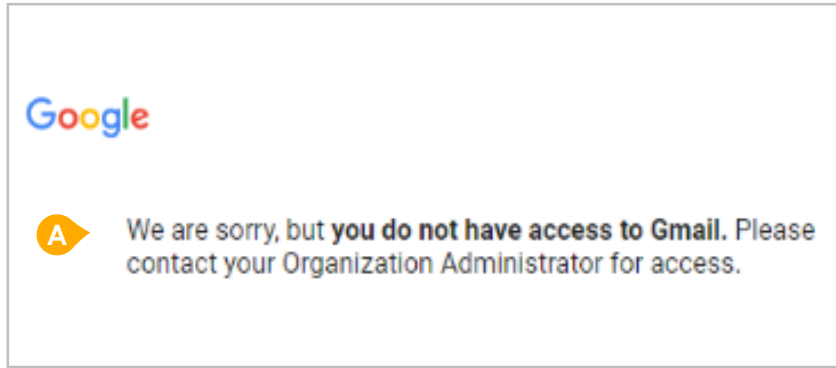 Google
A
We are sorry, but you do not have access to Gmail. Please
contact your Organization Administrator for access.